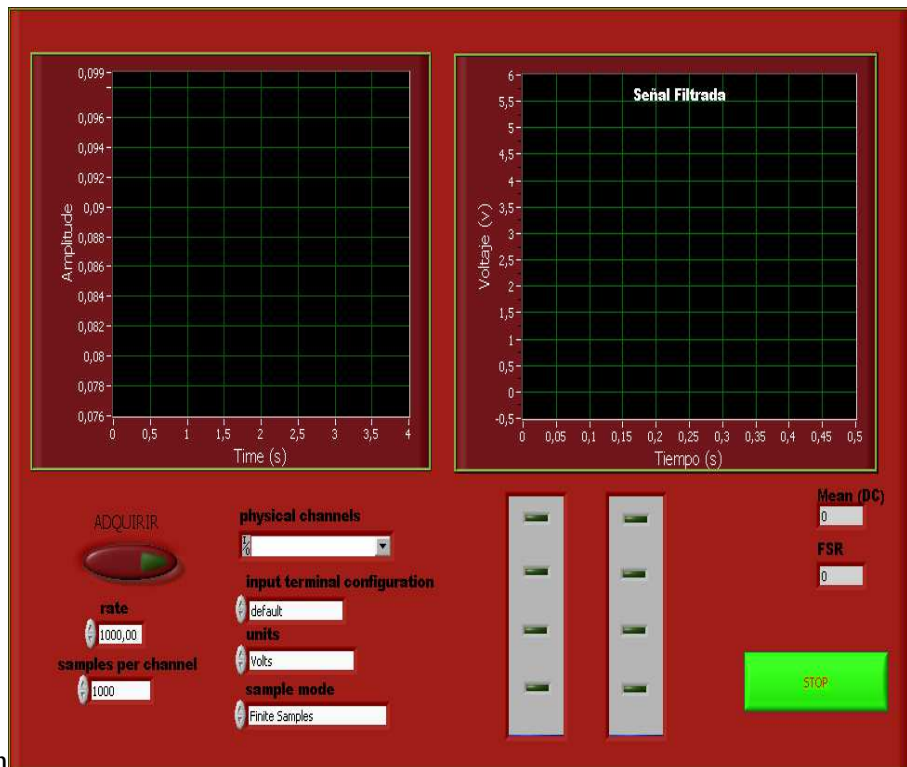 0,099
0,096
0,094
0,092
0,09
0,088
0,086
0,084
0,082
0,08
0,078
0,076
Amplitude
0 0,5 1 1,5 2 2,5 3 3,5 4
Time (s)
Señal Filtrada
6
5,5
5
4,5
4
3,5
3
2,5
2
1,5
1
0,5
0
-0,5
Voltaje (v)
0 0,05 0,1 0,15 0,2 0,25 0,3 0,35 0,4 0,45 0,5
Tiempo (s)
ADQUIRIR
rate
1000,00
samples per channel
1000
physical channels
I/0
input terminal configuration
default
units
Volts
sample mode
Finite Samples
Mean (DC)
0
FSR
0
STOP
n